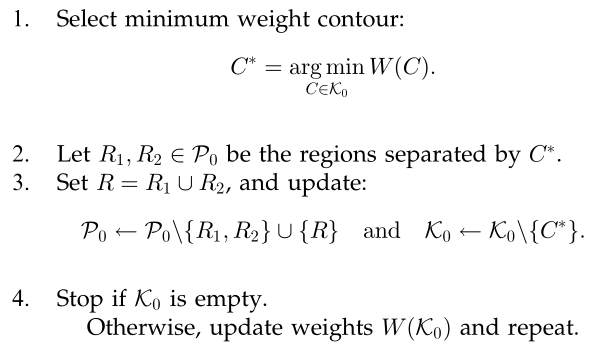 1. Select minimum weight contour:
C* = arg min W(C).
C∈𝒦₀
2. Let R₁, R₂ ∈ 𝒫₀ be the regions separated by C*.
3. Set R = R₁ ∪ R₂, and update:
𝒫₀ ← 𝒫₀\{R₁, R₂} ∪ {R} and 𝒦₀ ← 𝒦₀\{C*}.
4. Stop if 𝒦₀ is empty.
Otherwise, update weights W(𝒦₀) and repeat.